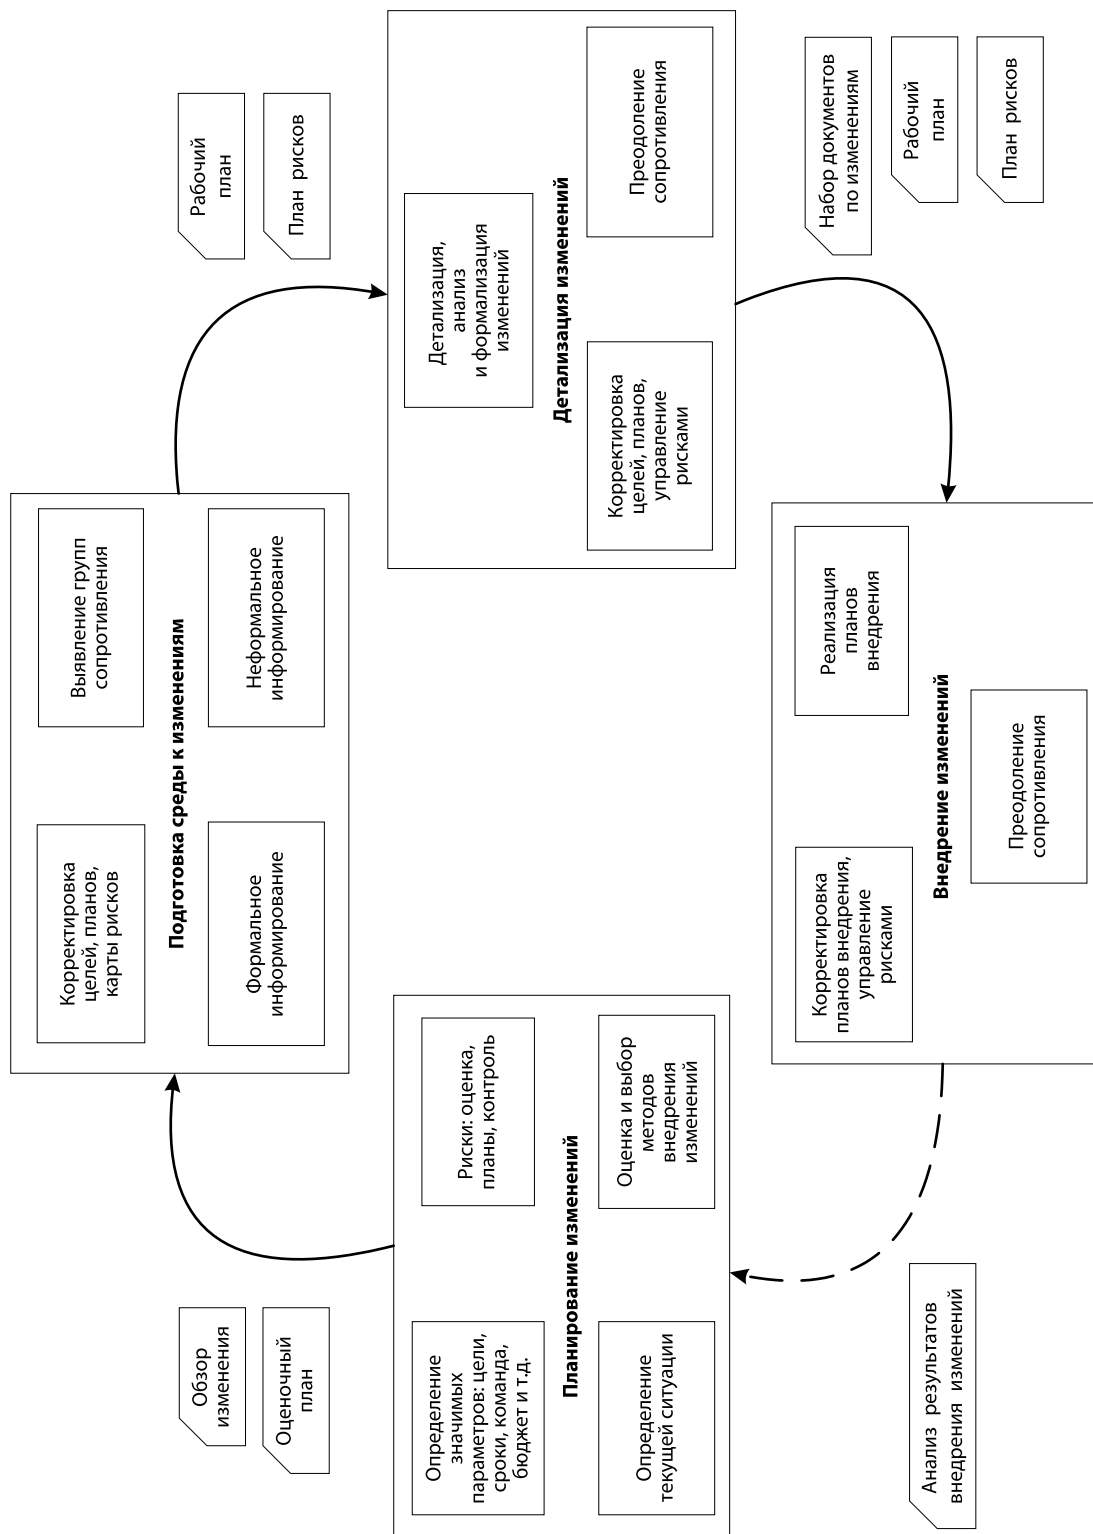 Обзор
изменения
Оценочный
план
Определение
значимых
параметров: цели,
сроки, команда,
бюджет и т.д.
Риски: оценка,
планы, контроль
Планирование изменений
Определение
текущей ситуации
Оценка и выбор
методов
внедрения
изменений
Корректировка
целей, планов,
карты рисков
Выявление групп
сопротивления
Подготовка среды к изменениям
Формальное
информирование
Неформальное
информирование
Рабочий
план
План рисков
Детализация,
анализ
и формализация
изменений
Детализация изменений
Корректировка
целей, планов,
управление
рисками
Преодоление
сопротивления
Набор документов
по изменениям
Рабочий
план
План рисков
Корректировка
планов внедрения,
управление
рисками
Реализация
планов
внедрения
Внедрение изменений
Преодоление
сопротивления
Анализ результатов
внедрения изменений